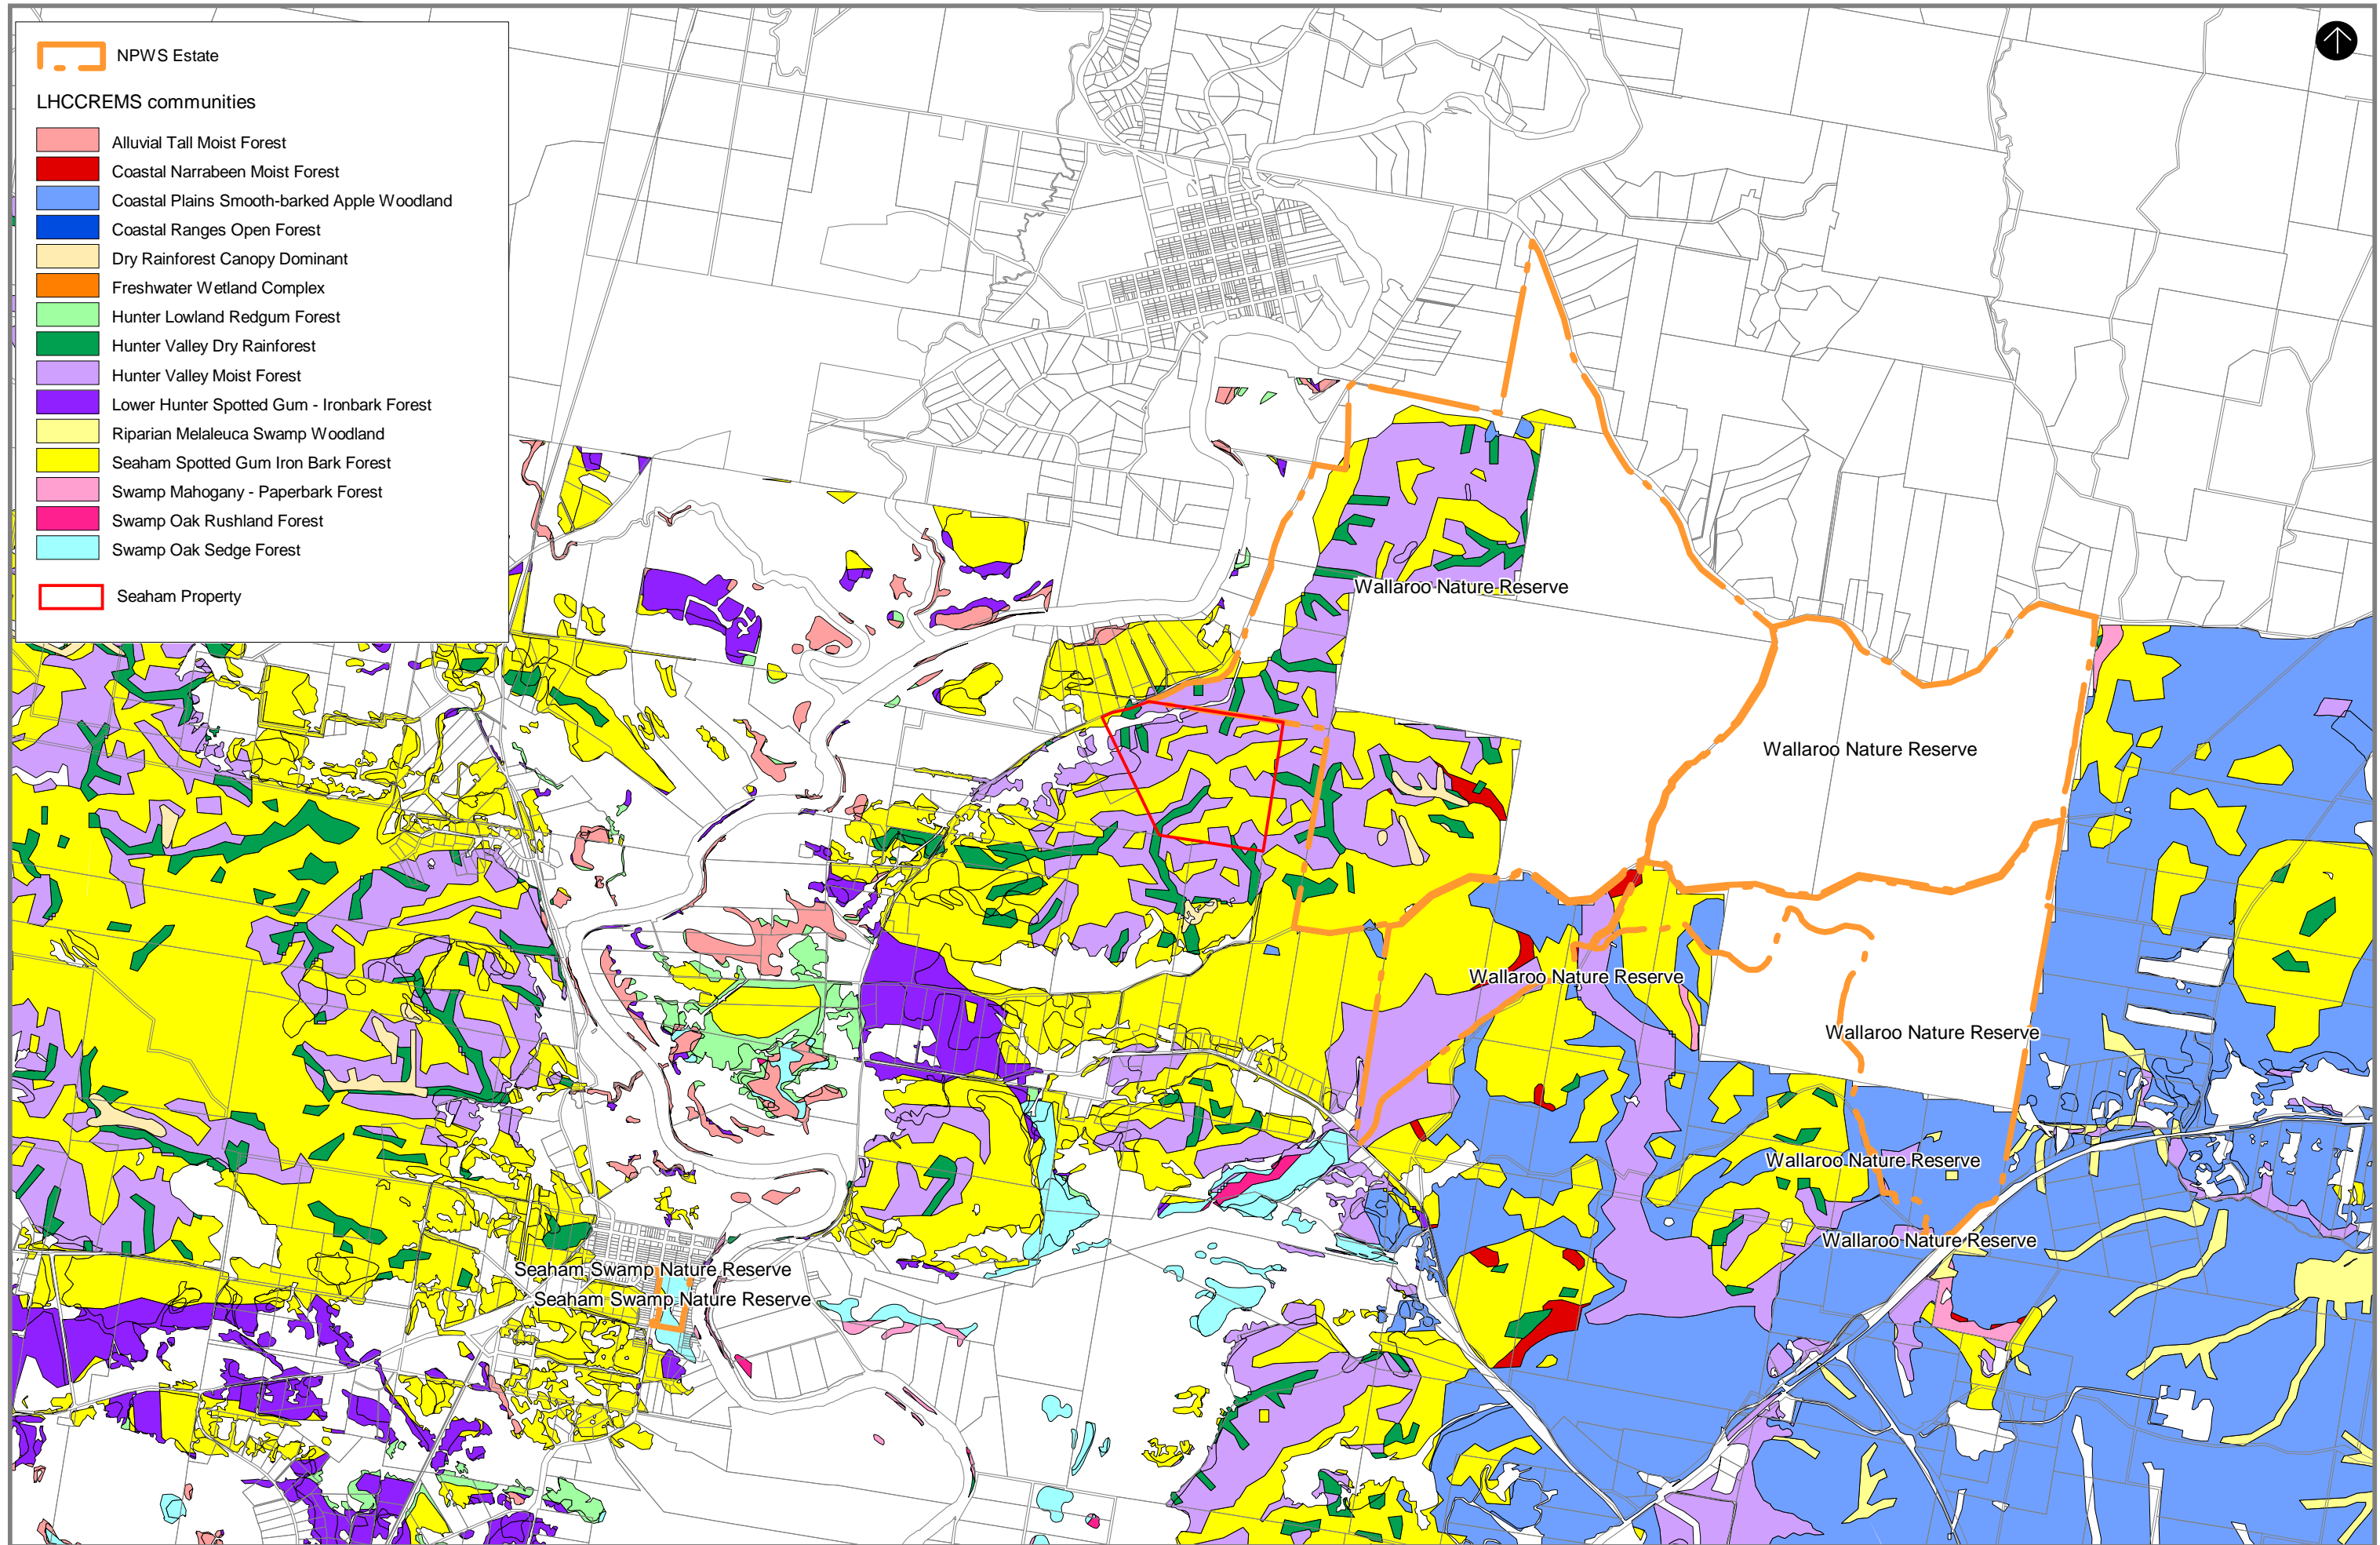 NPWS Estate
LHCCREMS communities
Alluvial Tall Moist Forest
Coastal Narrabeen Moist Forest
Coastal Plains Smooth-barked Apple Woodland
Coastal Ranges Open Forest
Dry Rainforest Canopy Dominant
Freshwater Wetland Complex
Hunter Lowland Redgum Forest
Hunter Valley Dry Rainforest
Hunter Valley Moist Forest
Lower Hunter Spotted Gum - Ironbark Forest
Riparian Melaleuca Swamp Woodland
Seaham Spotted Gum Iron Bark Forest
Swamp Mahogany - Paperbark Forest
Swamp Oak Rushland Forest
Swamp Oak Sedge Forest
Seaham Property
Wallaroo Nature Reserve
Wallaroo Nature Reserve
Wallaroo Nature Reserve
Wallaroo Nature Reserve
Wallaroo Nature Reserve
Wallaroo Nature Reserve
Seaham Swamp Nature Reserve
Seaham Swamp Nature Reserve